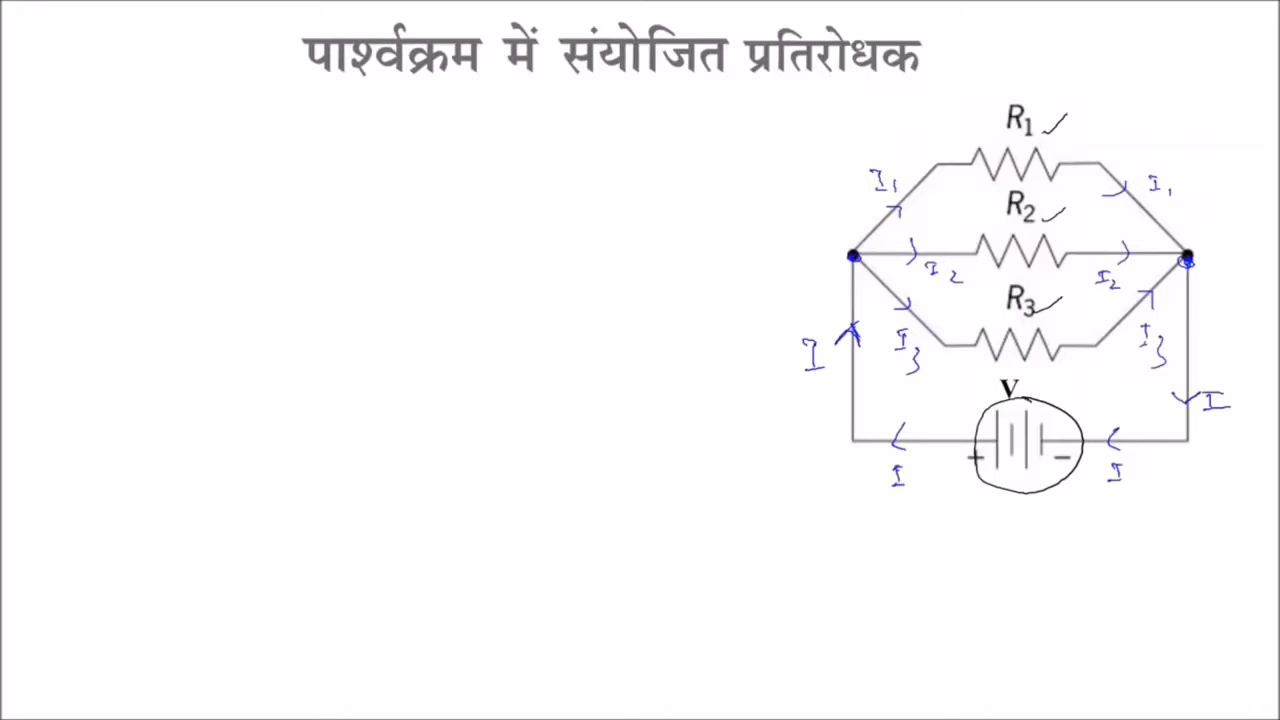 पार्श्वक्रम में संयोजित प्रतिरोधक
R1
I1 I1
R2
I2 I2
R3
I3 I3
I
V
I
+ −
I I